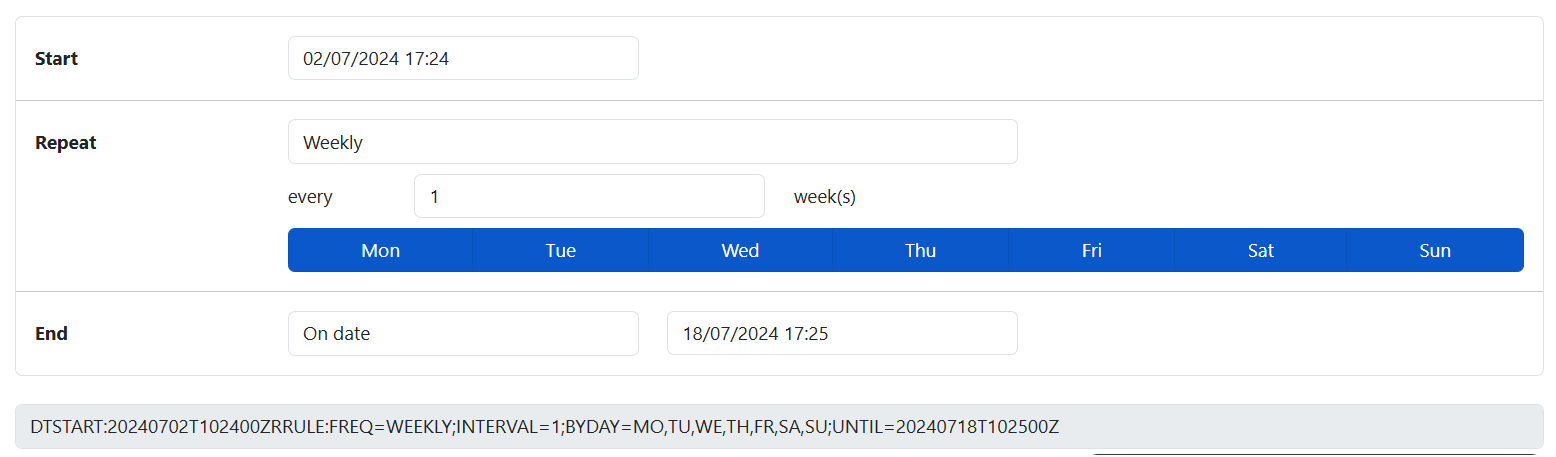 Start 02/07/2024 17:24
Repeat Weekly
every 1 week(s)
Mon Tue Wed Thu Fri Sat Sun
End On date 18/07/2024 17:25
DTSTART:20240702T102400ZRRULE:FREQ=WEEKLY;INTERVAL=1;BYDAY=MO,TU,WE,TH,FR,SA,SU;UNTIL=20240718T102500Z